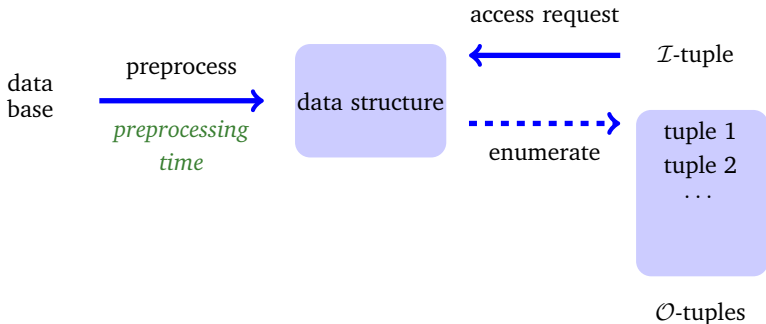 access request
data
base
preprocess
preprocessing
time
data structure
ℐ-tuple
enumerate
tuple 1
tuple 2
...
𝒪-tuples